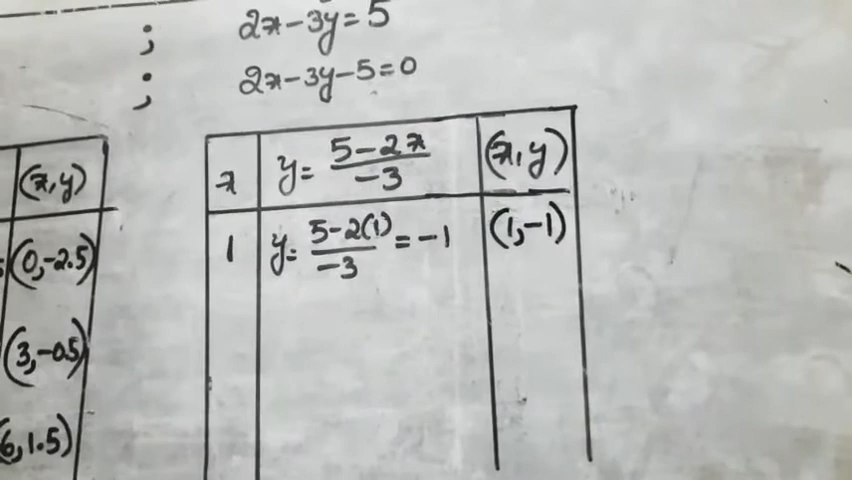 ; 2x-3y=5
; 2x-3y-5=0
(x,y)
(0,-2.5)
(3,-0.5)
(6,1.5)
x | y= (5-2x)/-3 | (x,y)
1 | y= (5-2(1))/-3 = -1 | (1,-1)